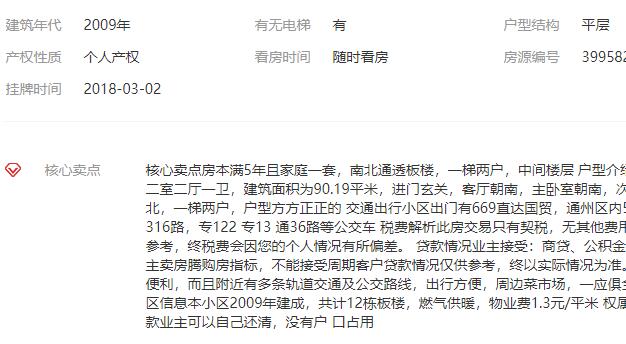 建筑年代 2009年 有无电梯 有 户型结构 平层
产权性质 个人产权 看房时间 随时看房 房源编号 399582
挂牌时间 2018-03-02
核心卖点 核心卖点房本满5年且家庭一套，南北通透板楼，一梯两户，中间楼层 户型介绍
二室二厅一卫，建筑面积为90.19平米，进门玄关，客厅朝南，主卧室朝南，次
北，一梯两户，户型方方正正的 交通出行小区出门有669直达国贸，通州区内5
316路，专122 专13 通36路等公交车 税费解析此房交易只有契税，无其他费用
参考，终税费会因您的个人情况有所偏差。 贷款情况业主接受：商贷、公积金
主卖房腾购房指标，不能接受周期客户贷款情况仅供参考，终以实际情况为准。
便利，而且附近有多条轨道交通及公交路线，出行方便，周边菜市场，一应俱全
区信息本小区2009年建成，共计12栋板楼，燃气供暖，物业费1.3元/平米 权属
款业主可以自己还清，没有户 口占用